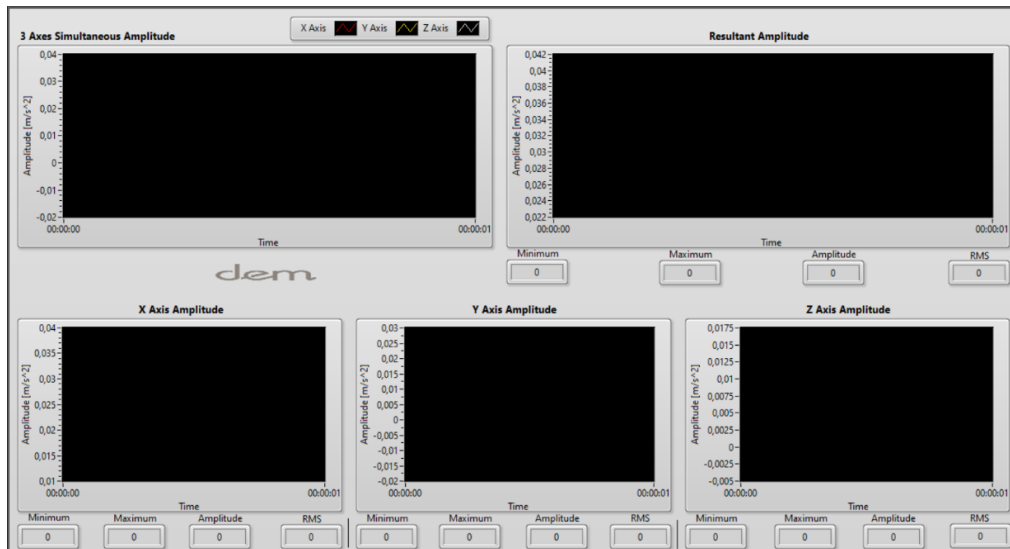 X Axis Y Axis Z Axis
3 Axes Simultaneous Amplitude
Amplitude [m/s^2]
0,04
0,03
0,02
0,01
0
-0,01
-0,02
00:00:00 00:00:01
Time
Resultant Amplitude
Amplitude [m/s^2]
0,042
0,04
0,038
0,036
0,034
0,032
0,03
0,028
0,026
0,024
0,022
00:00:00 00:00:01
Time
dem
Minimum Maximum Amplitude RMS
0 0 0 0
X Axis Amplitude
Amplitude [m/s^2]
0,04
0,035
0,03
0,025
0,02
0,015
0,01
00:00:00 00:00:01
Time
Minimum Maximum Amplitude RMS
0 0 0 0
Y Axis Amplitude
Amplitude [m/s^2]
0,03
0,025
0,02
0,015
0,01
0,005
0
-0,005
-0,01
-0,015
-0,02
00:00:00 00:00:01
Time
Minimum Maximum Amplitude RMS
0 0 0 0
Z Axis Amplitude
Amplitude [m/s^2]
0,0175
0,015
0,0125
0,01
0,0075
0,005
0,0025
0
-0,0025
-0,005
00:00:00 00:00:01
Time
Minimum Maximum Amplitude RMS
0 0 0 0